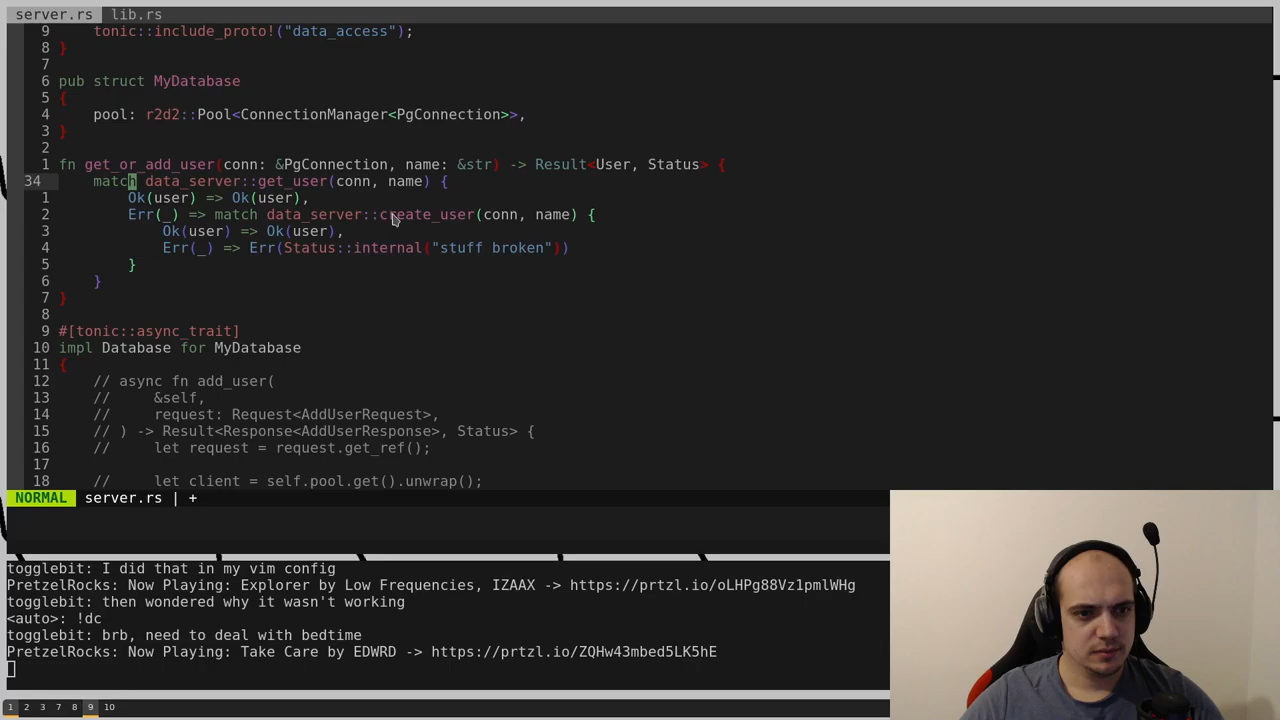 server.rs lib.rs
9 tonic::include_proto!("data_access");
8 }
7
6 pub struct MyDatabase
5 {
4 pool: r2d2::Pool<ConnectionManager<PgConnection>>,
3 }
2
1 fn get_or_add_user(conn: &PgConnection, name: &str) -> Result<User, Status> {
34 match data_server::get_user(conn, name) {
1 Ok(user) => Ok(user),
2 Err(_) => match data_server::create_user(conn, name) {
3 Ok(user) => Ok(user),
4 Err(_) => Err(Status::internal("stuff broken"))
5 }
6 }
7 }
8
9 #[tonic::async_trait]
10 impl Database for MyDatabase
11 {
12 // async fn add_user(
13 // &self,
14 // request: Request<AddUserRequest>,
15 // ) -> Result<Response<AddUserResponse>, Status> {
16 // let request = request.get_ref();
17
18 // let client = self.pool.get().unwrap();
NORMAL server.rs | +
togglebit: I did that in my vim config
PretzelRocks: Now Playing: Explorer by Low Frequencies, IZAAX -> https://prtzl.io/oLHPg88Vz1pmlWHg
togglebit: then wondered why it wasn't working
<auto>: !dc
togglebit: brb, need to deal with bedtime
PretzelRocks: Now Playing: Take Care by EDWRD -> https://prtzl.io/ZQHw43mbed5LK5hE
1 2 3 7 8 9 10